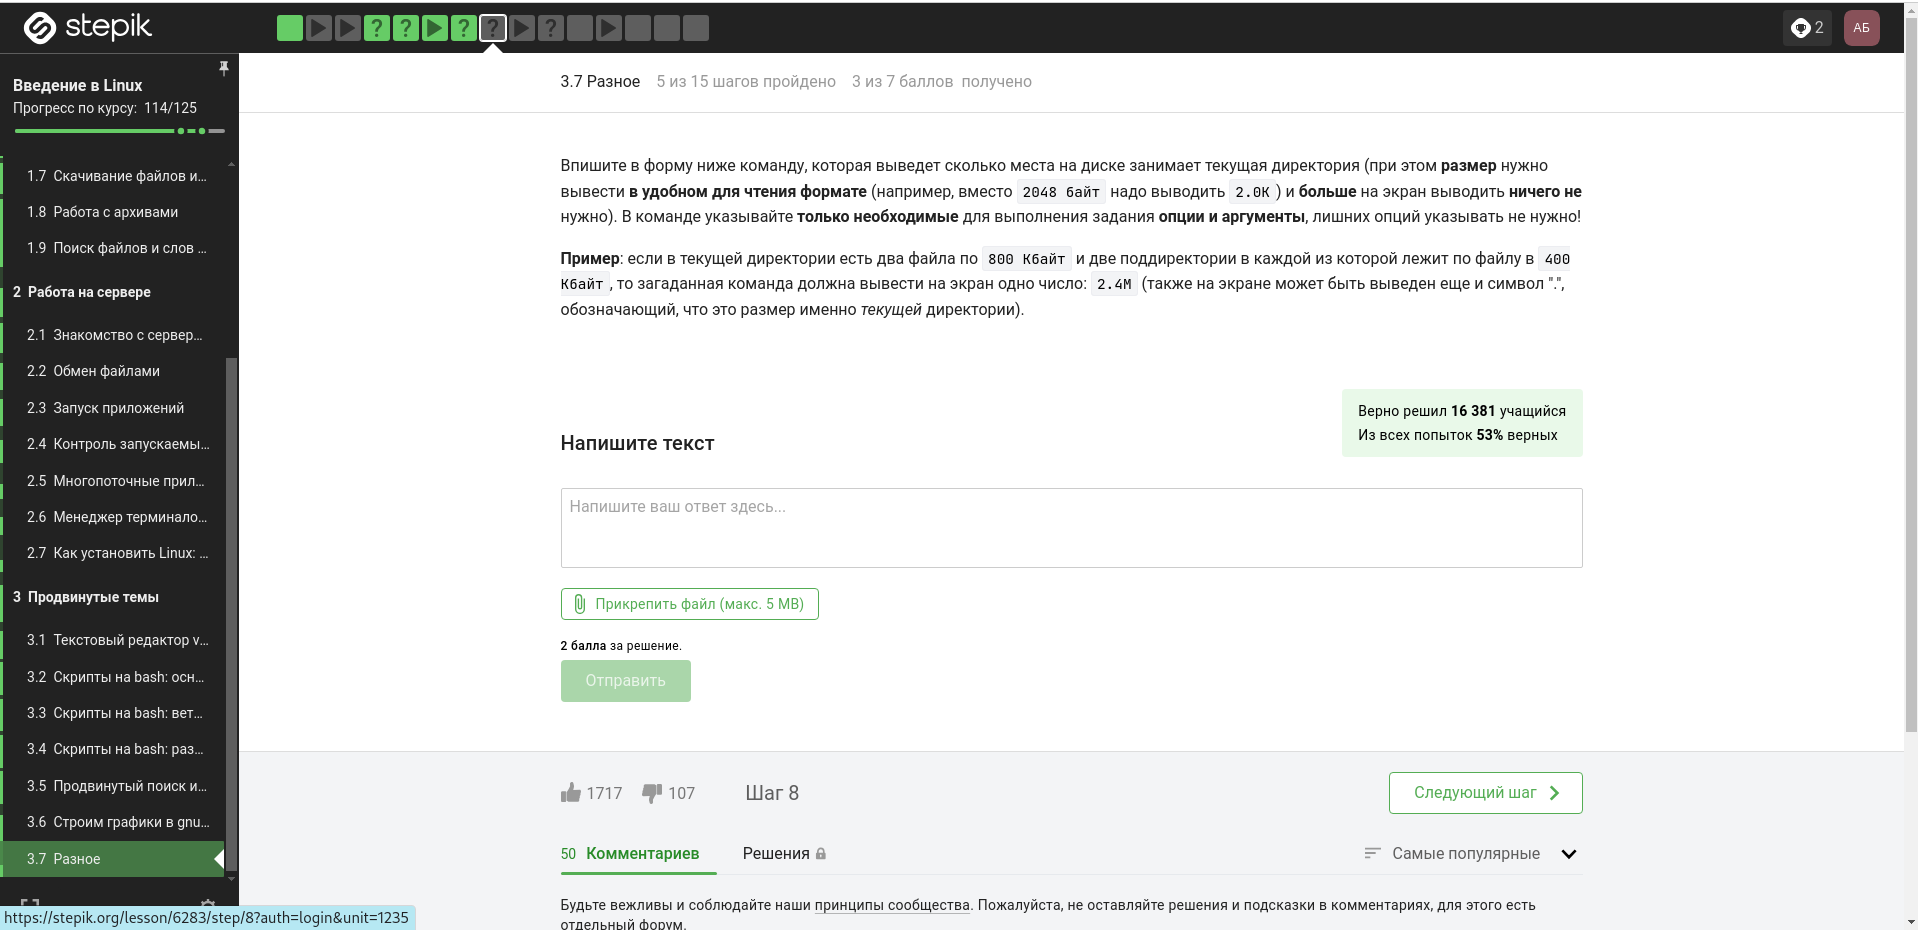 stepik
2
АБ
Введение в Linux
Прогресс по курсу: 114/125
1.7 Скачивание файлов и...
1.8 Работа с архивами
1.9 Поиск файлов и слов ...
2 Работа на сервере
2.1 Знакомство с сервер...
2.2 Обмен файлами
2.3 Запуск приложений
2.4 Контроль запускаемы...
2.5 Многопоточные прил...
2.6 Менеджер терминало...
2.7 Как установить Linux: ...
3 Продвинутые темы
3.1 Текстовый редактор v...
3.2 Скрипты на bash: осн...
3.3 Скрипты на bash: вет...
3.4 Скрипты на bash: раз...
3.5 Продвинутый поиск и...
3.6 Строим графики в gnu...
3.7 Разное
https://stepik.org/lesson/6283/step/8?auth=login&unit=1235
3.7 Разное 5 из 15 шагов пройдено 3 из 7 баллов получено
Впишите в форму ниже команду, которая выведет сколько места на диске занимает текущая директория (при этом размер нужно
вывести в удобном для чтения формате (например, вместо 2048 байт надо выводить 2.0K ) и больше на экран выводить ничего не
нужно). В команде указывайте только необходимые для выполнения задания опции и аргументы, лишних опций указывать не нужно!
Пример: если в текущей директории есть два файла по 800 Кбайт и две поддиректории в каждой из которой лежит по файлу в 400
Кбайт , то загаданная команда должна вывести на экран одно число: 2.4M (также на экране может быть выведен еще и символ ".",
обозначающий, что это размер именно текущей директории).
Верно решил 16 381 учащийся
Из всех попыток 53% верных
Напишите текст
Напишите ваш ответ здесь...
Прикрепить файл (макс. 5 MB)
2 балла за решение.
Отправить
1717 107 Шаг 8
Следующий шаг
50 Комментариев Решения
Самые популярные
Будьте вежливы и соблюдайте наши принципы сообщества. Пожалуйста, не оставляйте решения и подсказки в комментариях, для этого есть
отдельный форум.